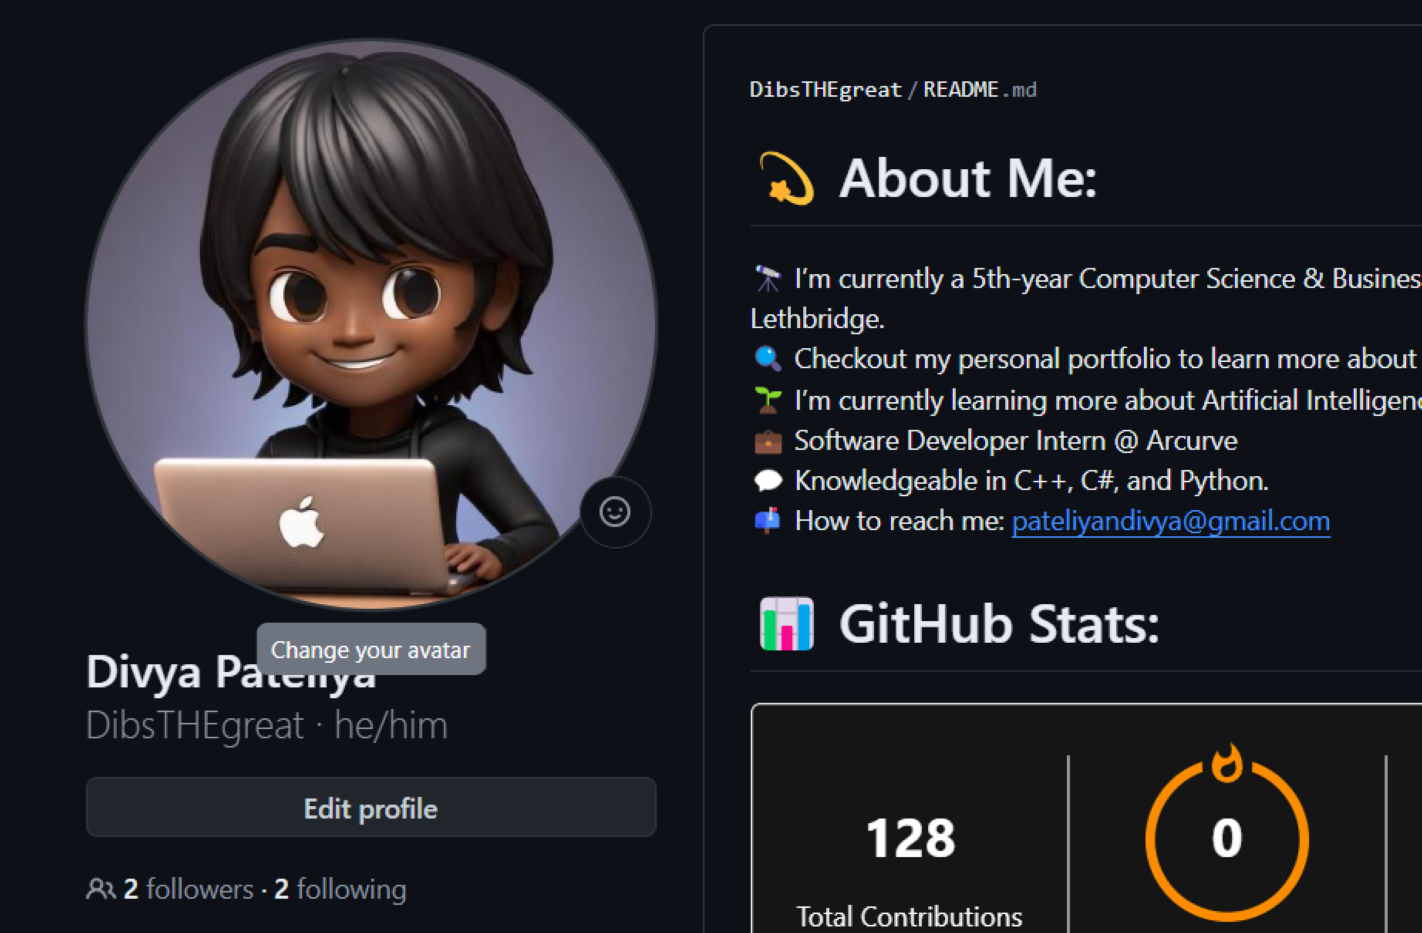 DibsTHEgreat / README.md
About Me:
I'm currently a 5th-year Computer Science & Busines
Lethbridge.
Checkout my personal portfolio to learn more about
I'm currently learning more about Artificial Intelligenc
Software Developer Intern @ Arcurve
Knowledgeable in C++, C#, and Python.
How to reach me: pateliyandivya@gmail.com
GitHub Stats:
128
Total Contributions
0
Change your avatar
Divya Pateliya
DibsTHEgreat · he/him
Edit profile
2 followers · 2 following